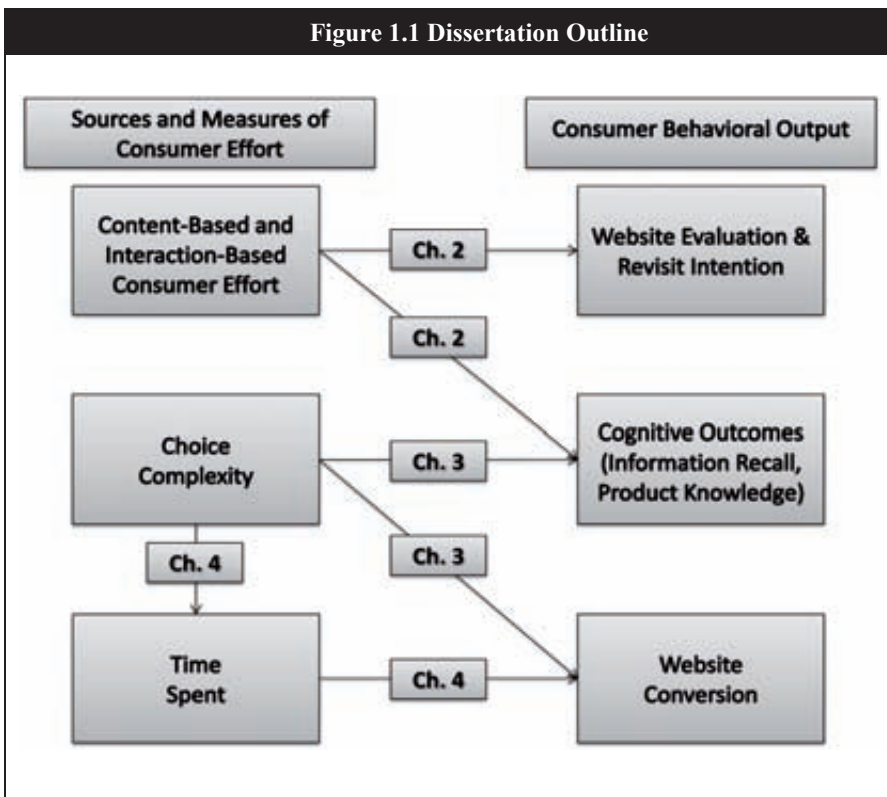 Figure 1.1 Dissertation Outline
Sources and Measures of
Consumer Effort
Consumer Behavioral Output
Content-Based and
Interaction-Based
Consumer Effort
Ch. 2
Website Evaluation &
Revisit Intention
Ch. 2
Choice
Complexity
Ch. 3
Cognitive Outcomes
(Information Recall,
Product Knowledge)
Ch. 3
Ch. 4
Time
Spent
Ch. 4
Website
Conversion